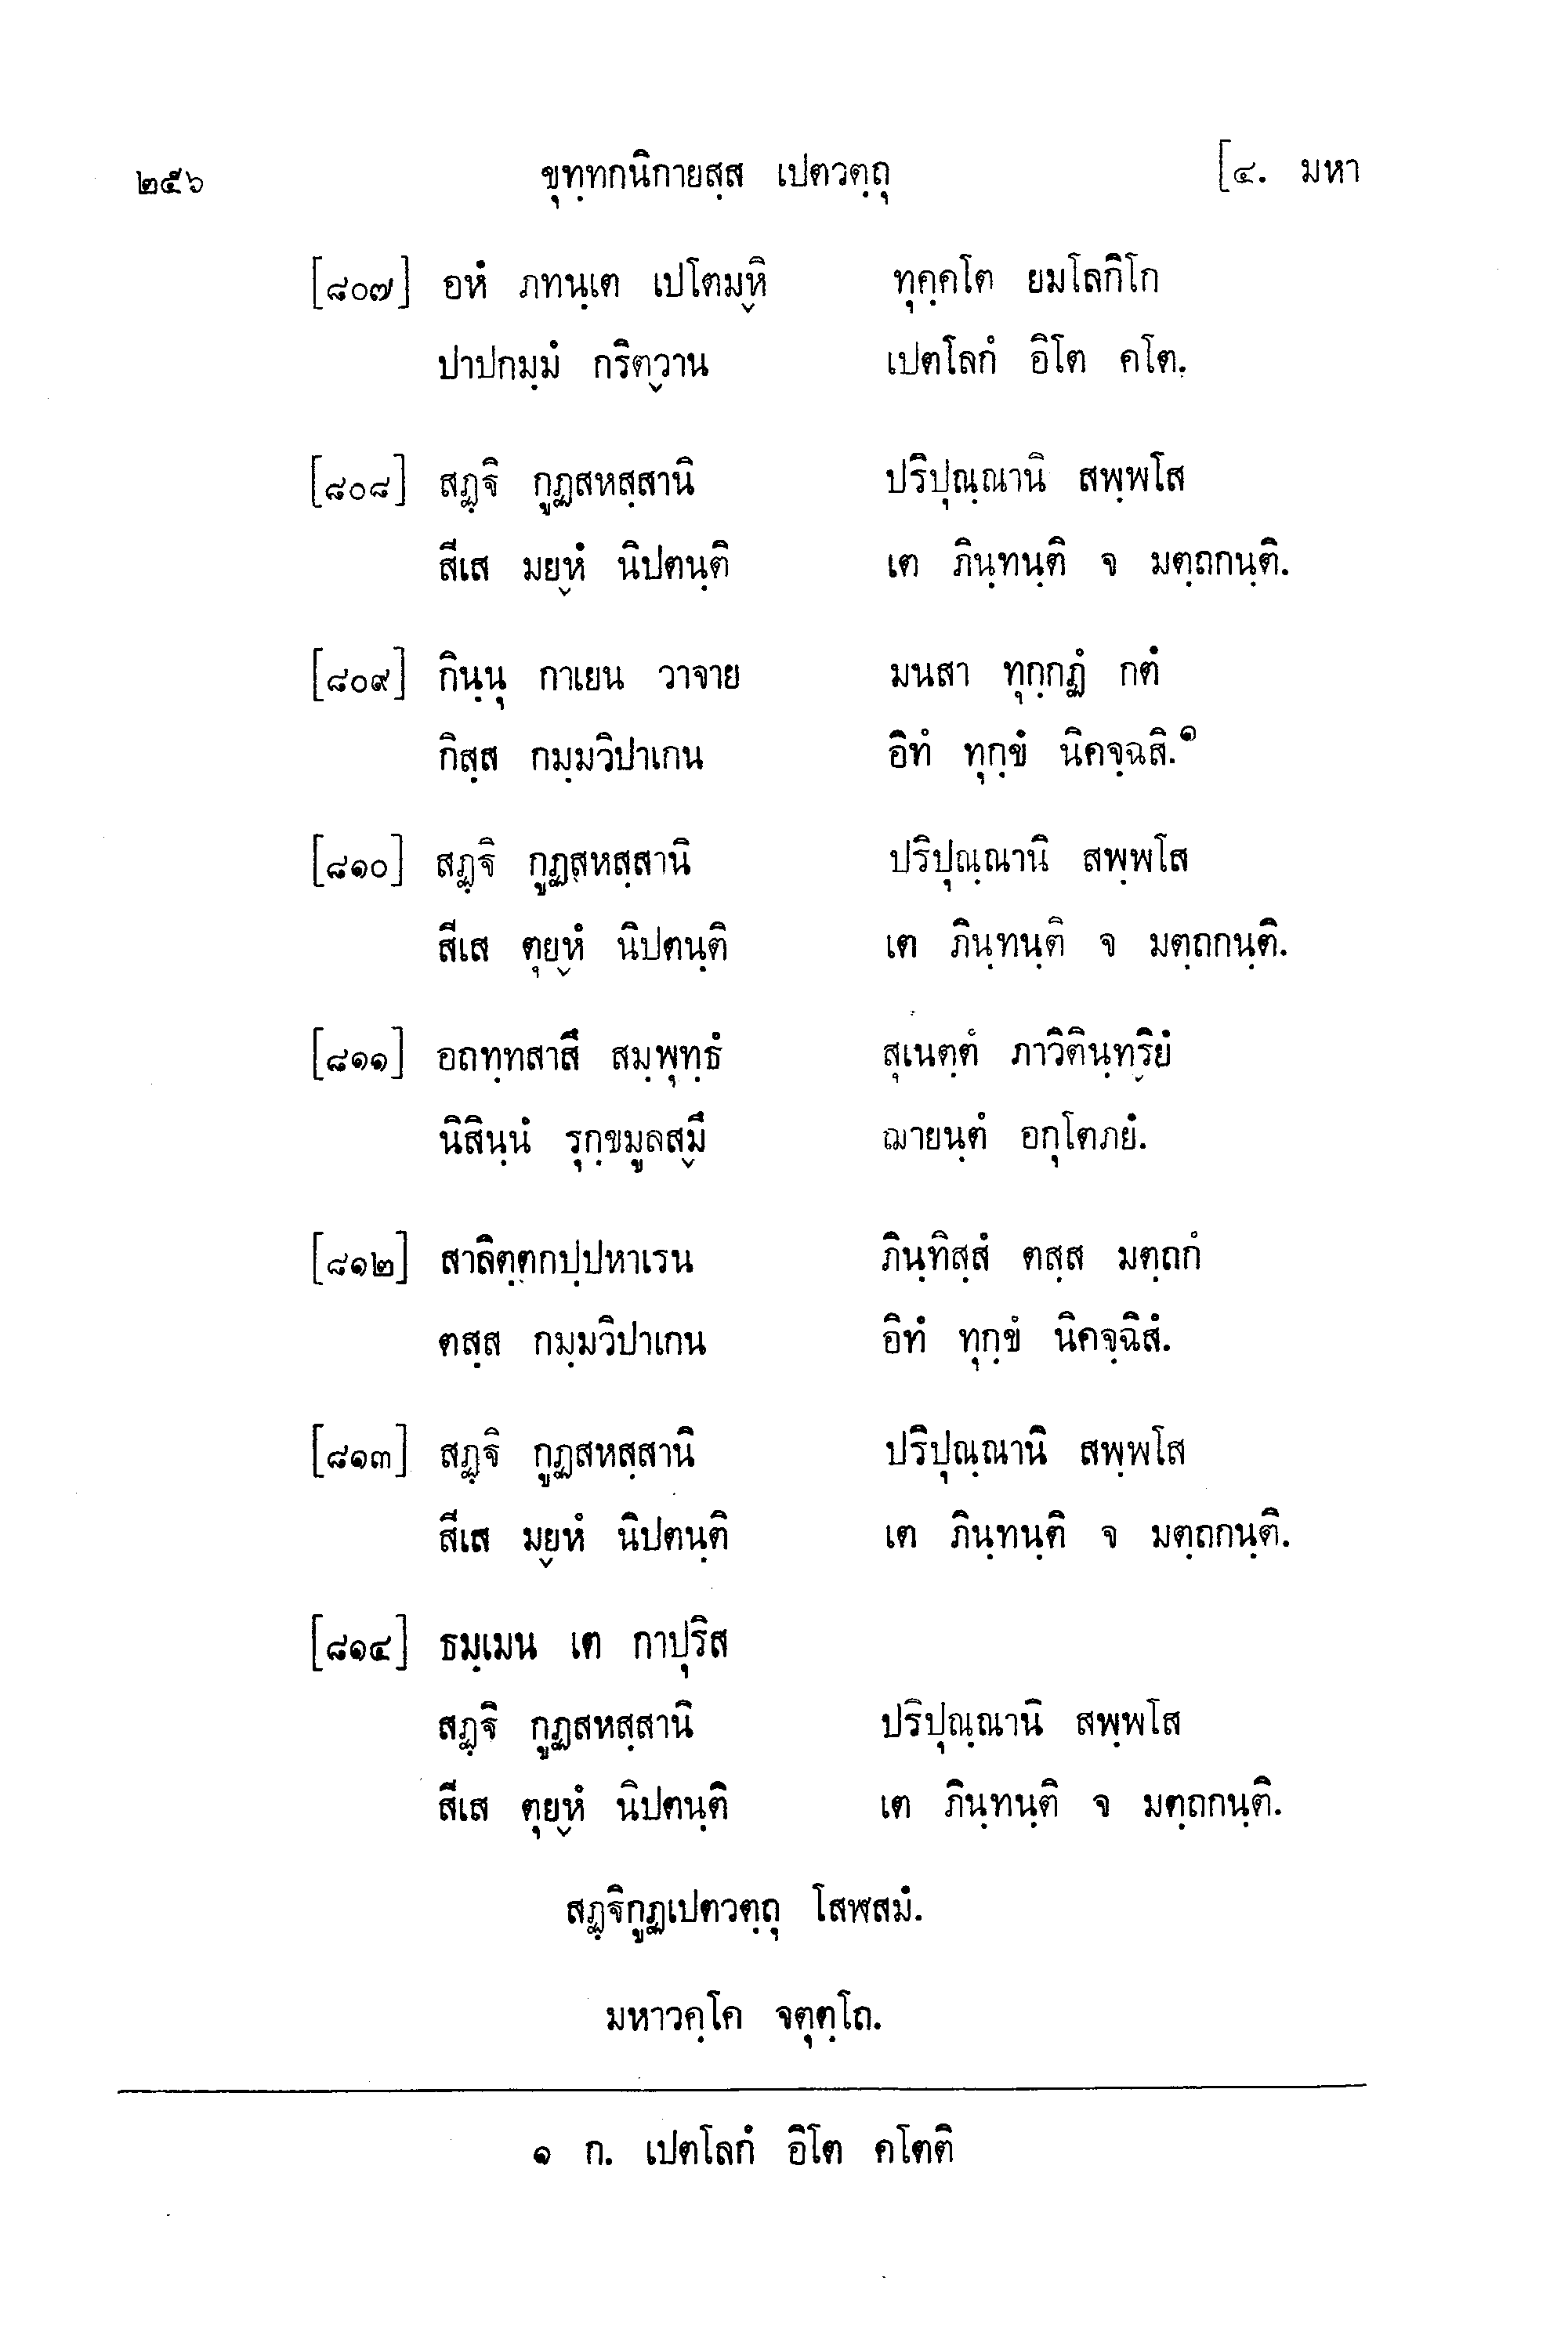 ๒๕๖ ขุทฺทกนิกายสฺส เปตวตฺถุ [๔. มหา
[๘๐๗] อหํ ภทนฺเต เปโตมฺหิ ทุคฺคโต ยมโลกิโก
ปาปกมฺมํ กริตฺวาน เปตโลกํ อิโต คโต.
[๘๐๘] สฏฺฐิ กูฏสหสฺสานิ ปริปุณฺณานิ สพฺพโส
สีเส มยฺหํ นิปตนฺติ เต ภินฺทนฺติ จ มตฺถกนฺติ.
[๘๐๙] กินฺนุ กาเยน วาจาย มนสา ทุกฺกฏํ กตํ
กิสฺส กมฺมวิปาเกน อิทํ ทุกฺขํ นิคจฺฉสิ.๑
[๘๑๐] สฏฺฐิ กูฏสหสฺสานิ ปริปุณฺณานิ สพฺพโส
สีเส ตุยฺหํ นิปตนฺติ เต ภินฺทนฺติ จ มตฺถกนฺติ.
[๘๑๑] อถทฺทสาสึ สมฺพุทฺธํ สุเนตฺตํ ภาวิตินฺทฺริยํ
นิสินฺนํ รุกฺขมูลสฺมึ ฌายนฺตํ อกุโตภยํ.
[๘๑๒] สาลิตฺตกปฺปหาเรน ภินฺทิสฺสํ ตสฺส มตฺถกํ
ตสฺส กมฺมวิปาเกน อิทํ ทุกฺขํ นิคจฺฉิสํ.
[๘๑๓] สฏฺฐิ กูฏสหสฺสานิ ปริปุณฺณานิ สพฺพโส
สีเส มยฺหํ นิปตนฺติ เต ภินฺทนฺติ จ มตฺถกนฺติ.
[๘๑๔] ธมฺเมน เต กาปุริส
สฏฺฐิ กูฏสหสฺสานิ ปริปุณฺณานิ สพฺพโส
สีเส ตุยฺหํ นิปตนฺติ เต ภินฺทนฺติ จ มตฺถกนฺติ.
สฏฺฐิกูฏเปตวตฺถุ โสฬสมํ.
มหาวคฺโค จตุตฺโถ.
๑ ก. เปตโลกํ อิโต คโตติ